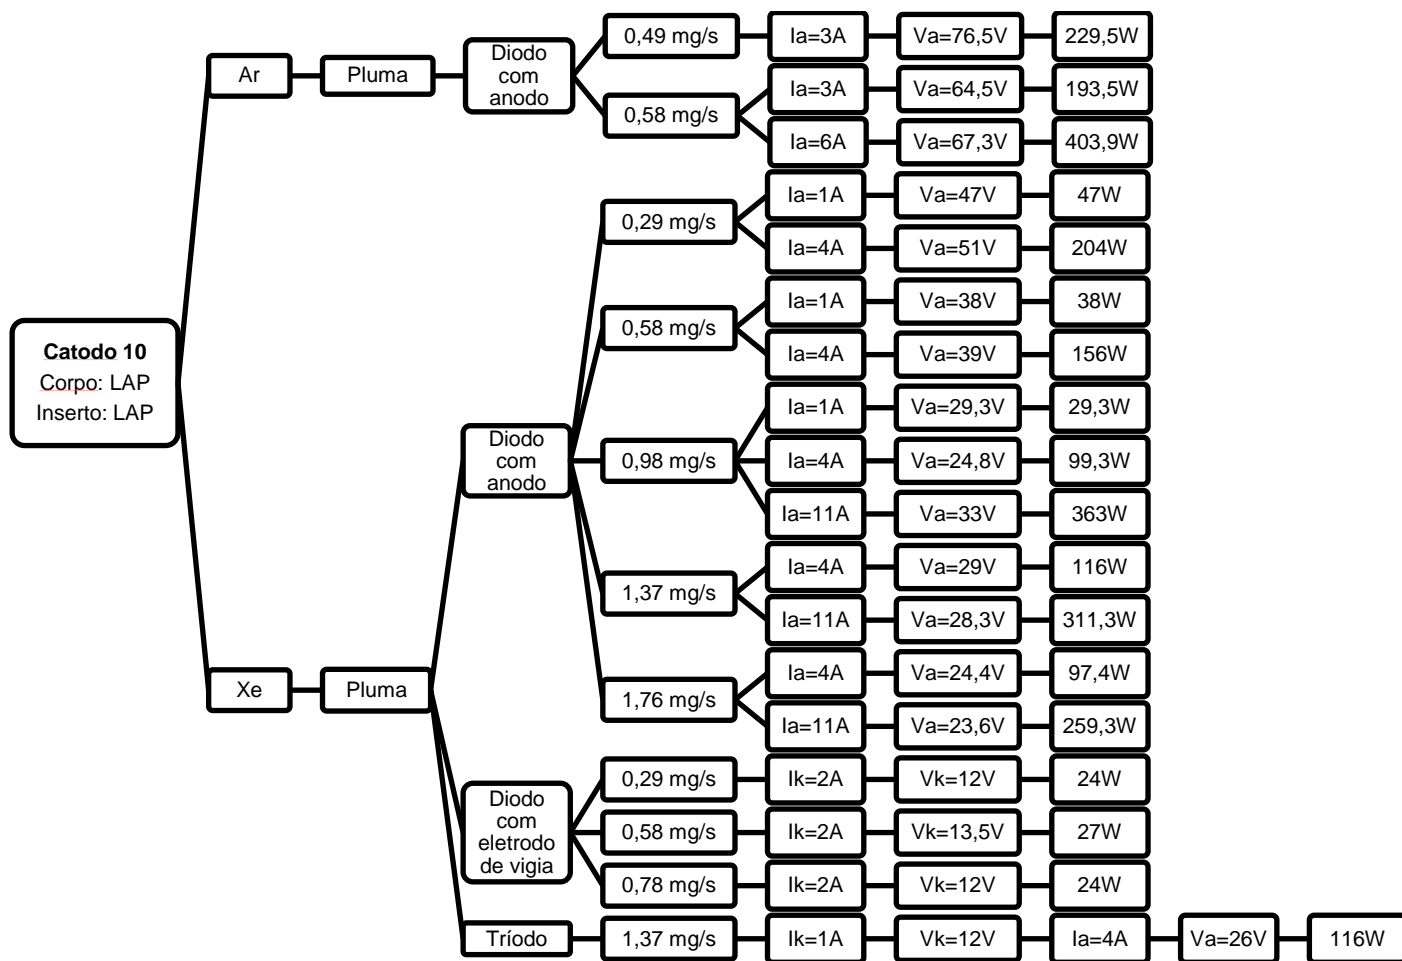 Catodo 10
Corpo: LAP
Inserto: LAP
Ar
Pluma
Diodo
com
anodo
0,49 mg/s
Ia=3A
Va=76,5V
229,5W
0,58 mg/s
Ia=3A
Va=64,5V
193,5W
Ia=6A
Va=67,3V
403,9W
Xe
Pluma
Diodo
com
anodo
0,29 mg/s
Ia=1A
Va=47V
47W
Ia=4A
Va=51V
204W
0,58 mg/s
Ia=1A
Va=38V
38W
Ia=4A
Va=39V
156W
0,98 mg/s
Ia=1A
Va=29,3V
29,3W
Ia=4A
Va=24,8V
99,3W
Ia=11A
Va=33V
363W
1,37 mg/s
Ia=4A
Va=29V
116W
Ia=11A
Va=28,3V
311,3W
1,76 mg/s
Ia=4A
Va=24,4V
97,4W
Ia=11A
Va=23,6V
259,3W
Diodo
com
eletrodo
de vigia
0,29 mg/s
Ik=2A
Vk=12V
24W
0,58 mg/s
Ik=2A
Vk=13,5V
27W
0,78 mg/s
Ik=2A
Vk=12V
24W
Tríodo
1,37 mg/s
Ik=1A
Vk=12V
Ia=4A
Va=26V
116W